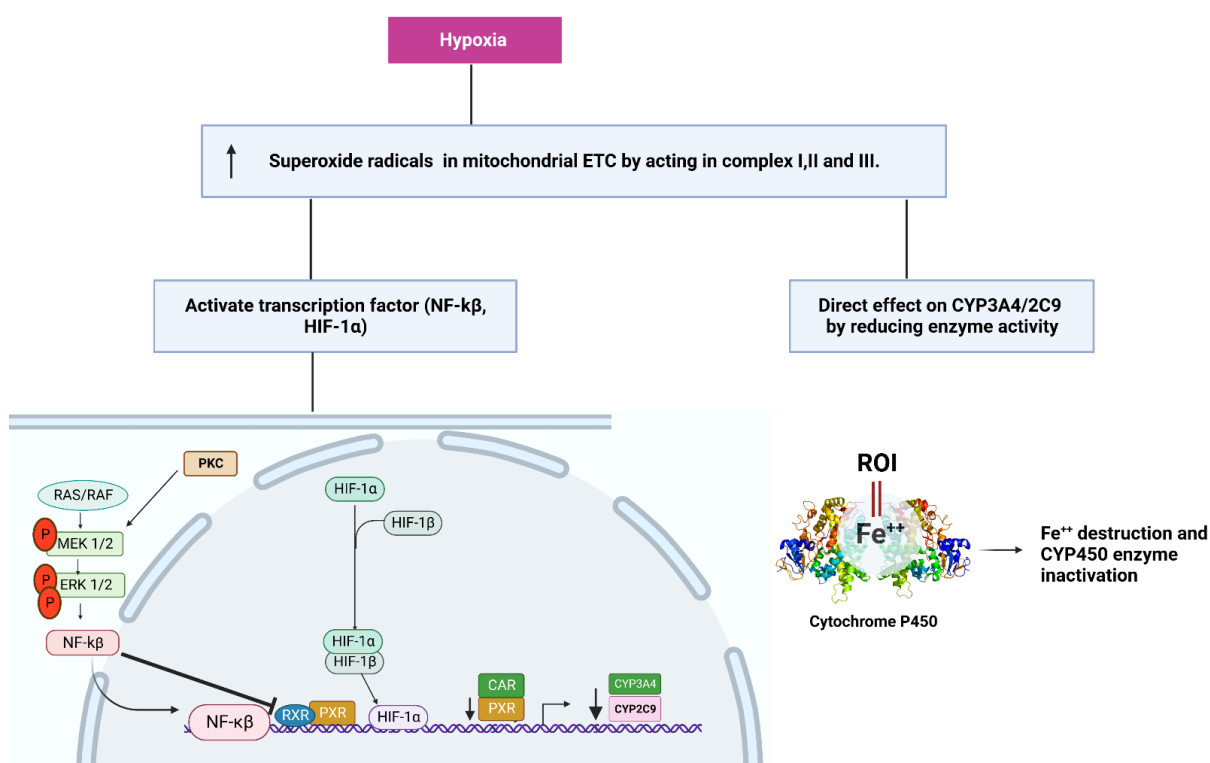 Hypoxia
Superoxide radicals in mitochondrial ETC by acting in complex I,II and III.
Activate transcription factor (NF-kβ,
HIF-1α)
Direct effect on CYP3A4/2C9
by reducing enzyme activity
PKC
RAS/RAF
P
MEK 1/2
P
ERK 1/2
P
NF-kβ
NF-κβ
RXR
PXR
HIF-1α
HIF-1β
HIF-1α
HIF-1β
HIF-1α
CAR
PXR
CYP3A4
CYP2C9
ROI
Fe⁺⁺
Cytochrome P450
Fe⁺⁺ destruction and
CYP450 enzyme
inactivation